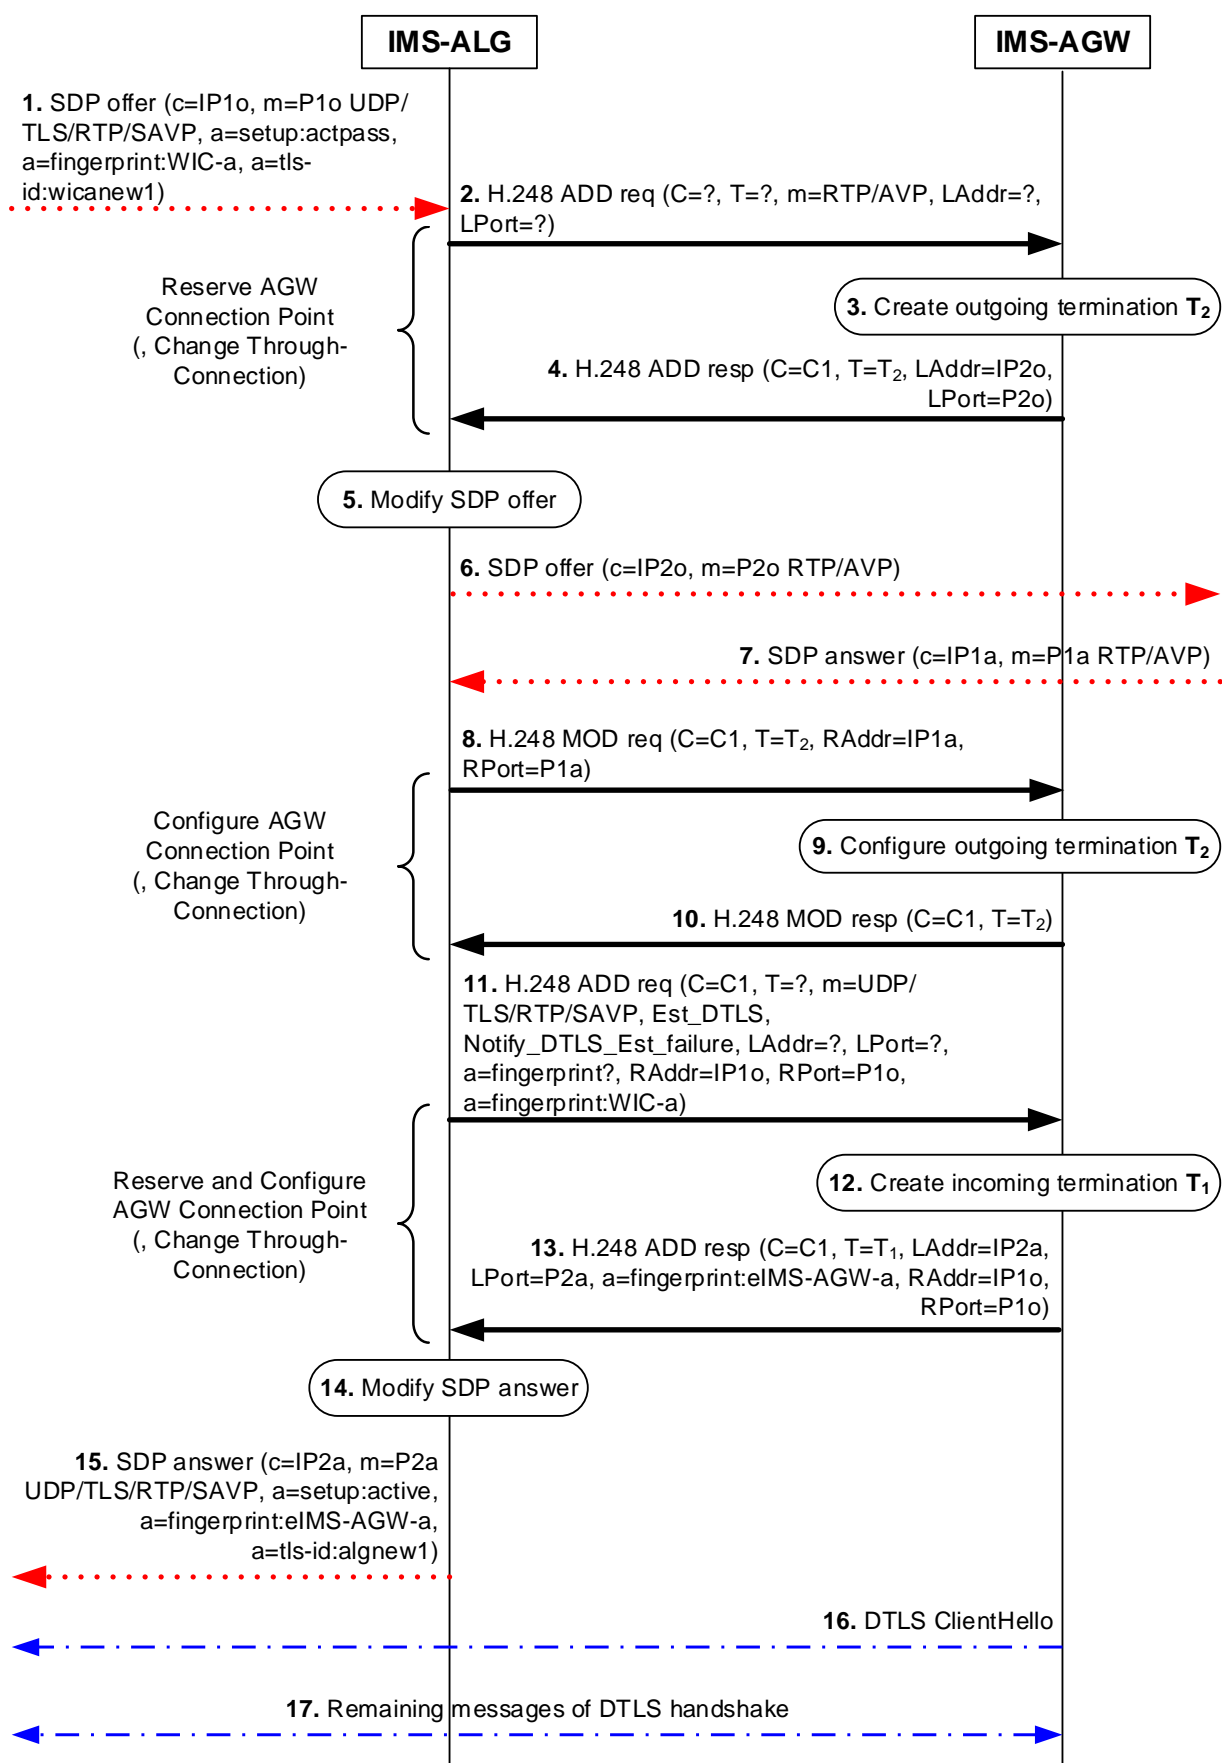 IMS-ALG
IMS-AGW
1. SDP offer (c=IP1o, m=P1o UDP/
TLS/RTP/SAVP, a=setup:actpass,
a=fingerprint:WIC-a, a=tls-
id:wicanew1)
2. H.248 ADD req (C=?, T=?, m=RTP/AVP, LAddr=?,
LPort=?)
Reserve AGW
Connection Point
(, Change Through-
Connection)
3. Create outgoing termination T2
4. H.248 ADD resp (C=C1, T=T2, LAddr=IP2o,
LPort=P2o)
5. Modify SDP offer
6. SDP offer (c=IP2o, m=P2o RTP/AVP)
7. SDP answer (c=IP1a, m=P1a RTP/AVP)
8. H.248 MOD req (C=C1, T=T2, RAddr=IP1a,
RPort=P1a)
Configure AGW
Connection Point
(, Change Through-
Connection)
9. Configure outgoing termination T2
10. H.248 MOD resp (C=C1, T=T2)
11. H.248 ADD req (C=C1, T=?, m=UDP/
TLS/RTP/SAVP, Est_DTLS,
Notify_DTLS_Est_failure, LAddr=?, LPort=?,
a=fingerprint?, RAddr=IP1o, RPort=P1o,
a=fingerprint:WIC-a)
Reserve and Configure
AGW Connection Point
(, Change Through-
Connection)
12. Create incoming termination T1
13. H.248 ADD resp (C=C1, T=T1, LAddr=IP2a,
LPort=P2a, a=fingerprint:eIMS-AGW-a, RAddr=IP1o,
RPort=P1o)
14. Modify SDP answer
15. SDP answer (c=IP2a, m=P2a
UDP/TLS/RTP/SAVP, a=setup:active,
a=fingerprint:eIMS-AGW-a,
a=tls-id:algnew1)
16. DTLS ClientHello
17. Remaining messages of DTLS handshake